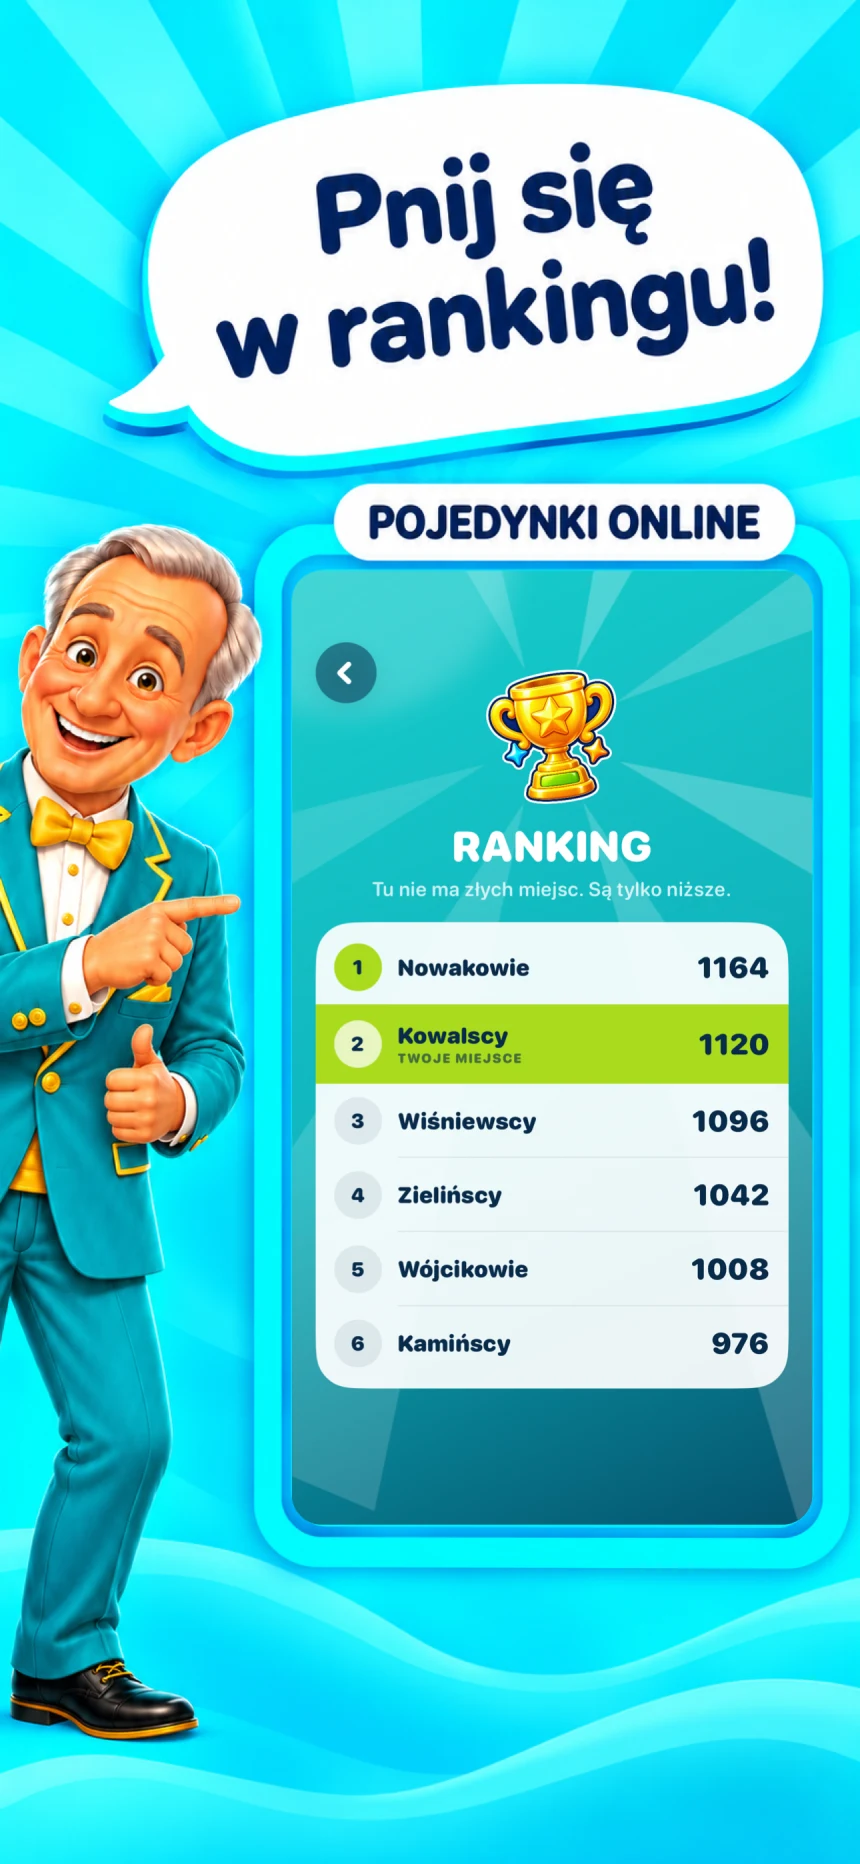 Pnij się
w rankingu!
POJEDYNKI ONLINE
RANKING
Tu nie ma złych miejsc. Są tylko niższe.
1 Nowakowie 1164
2 Kowalscy 1120
TWOJE MIEJSCE
3 Wiśniewscy 1096
4 Zielińscy 1042
5 Wójcikowie 1008
6 Kamińscy 976